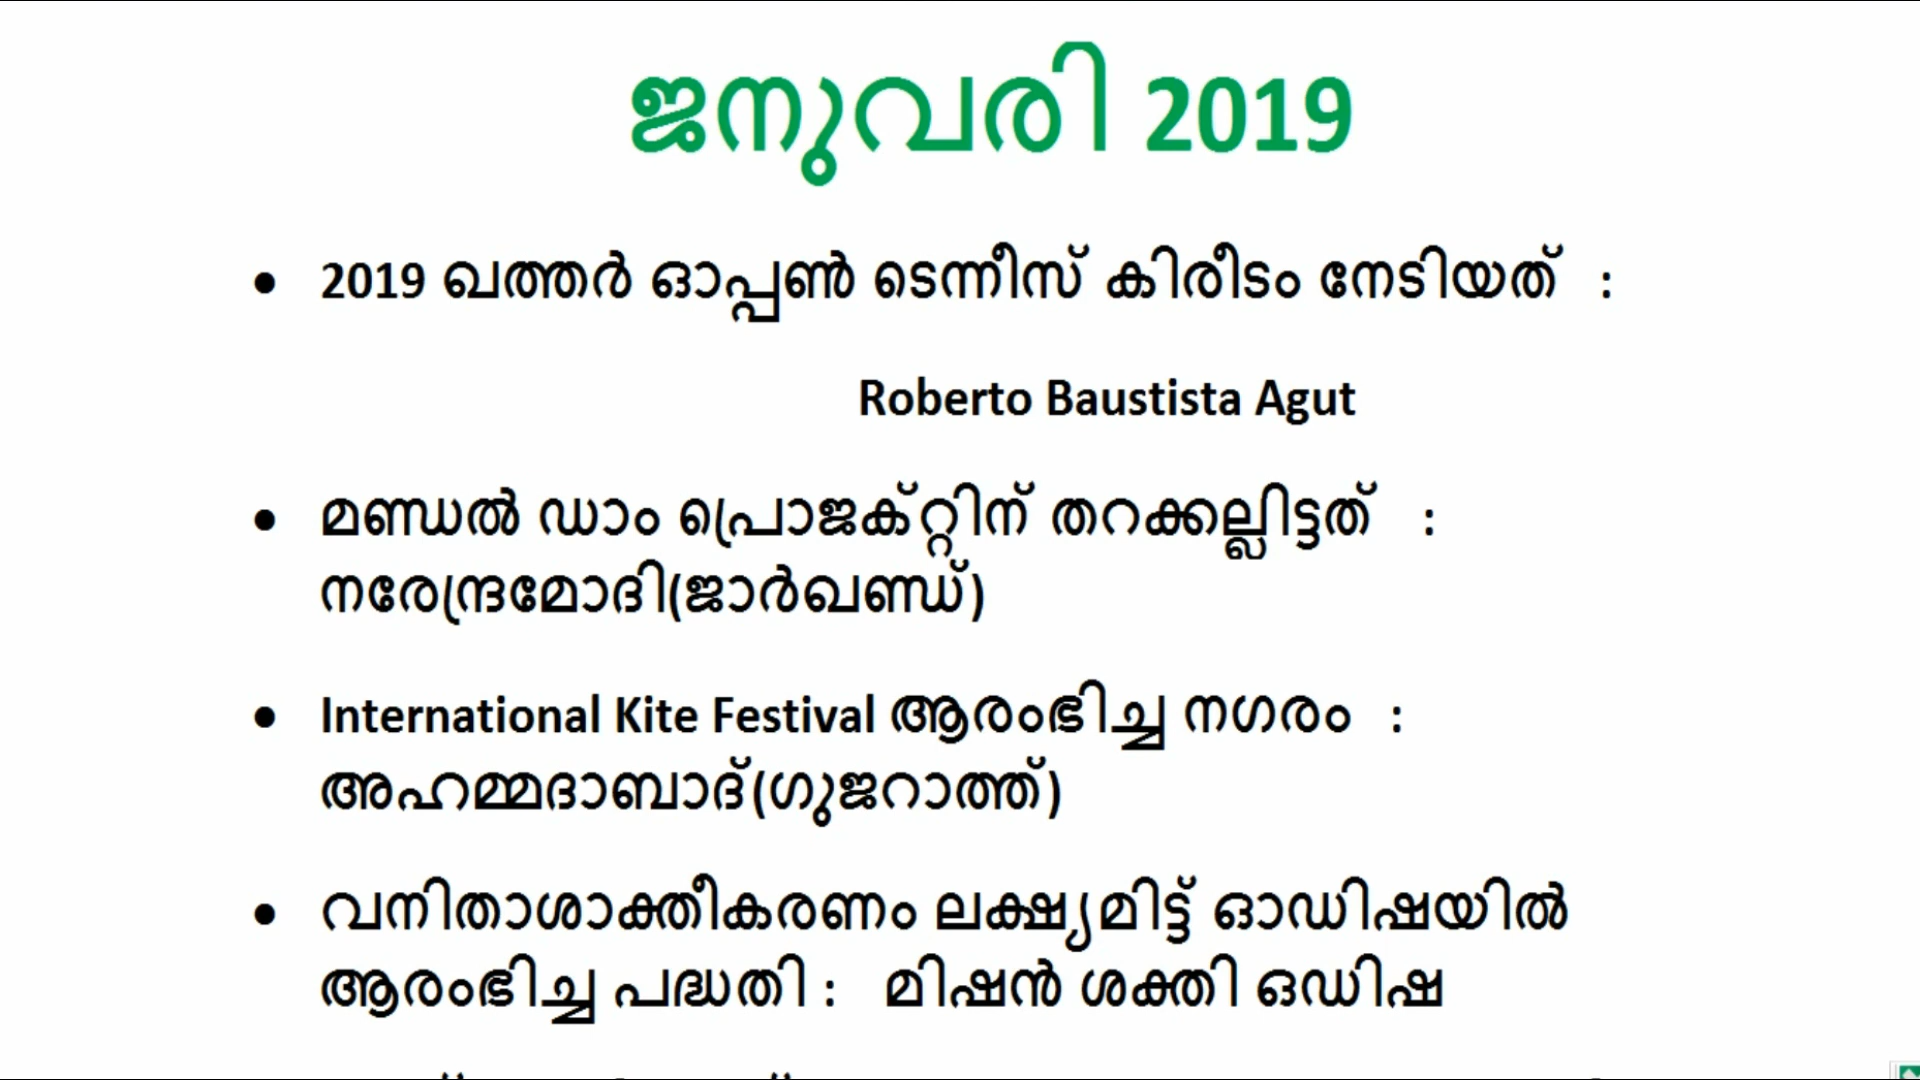 ജനുവരി 2019
• 2019 ഖത്തർ ഓപ്പൺ ടെന്നീസ് കിരീടം നേടിയത് :
Roberto Baustista Agut
• മണ്ഡൽ ഡാം പ്രൊജക്റ്റിന് തറക്കല്ലിട്ടത് :
നരേന്ദ്രമോദി(ജാർഖണ്ഡ്)
• International Kite Festival ആരംഭിച്ച നഗരം :
അഹമ്മദാബാദ്(ഗുജറാത്ത്)
• വനിതാശാക്തീകരണം ലക്ഷ്യമിട്ട് ഓഡിഷയിൽ
ആരംഭിച്ച പദ്ധതി : മിഷൻ ശക്തി ഒഡിഷ